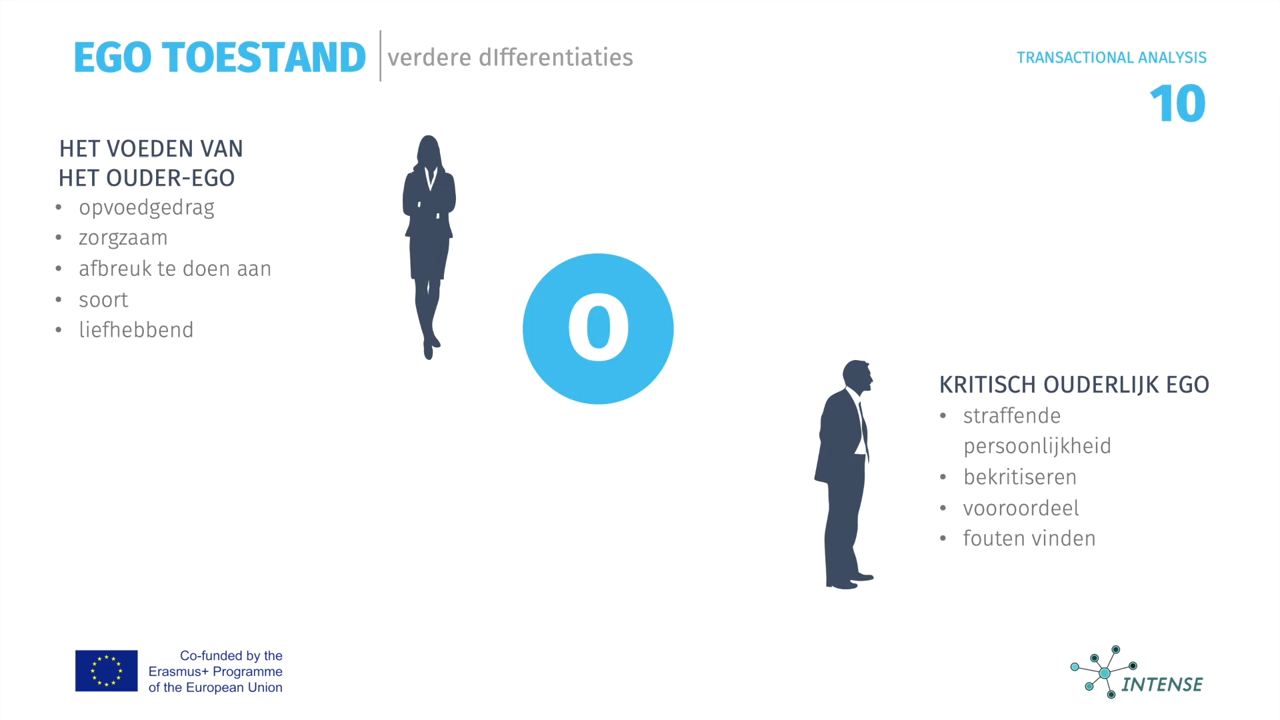 EGO TOESTAND
verdere dIfferentiaties
TRANSACTIONAL ANALYSIS
10
HET VOEDEN VAN
HET OUDER-EGO
• opvoedgedrag
• zorgzaam
• afbreuk te doen aan
• soort
• liefhebbend
O
KRITISCH OUDERLIJK EGO
• straffende
persoonlijkheid
• bekritiseren
• vooroordeel
• fouten vinden
Co-funded by the
Erasmus+ Programme
of the European Union
INTENSE